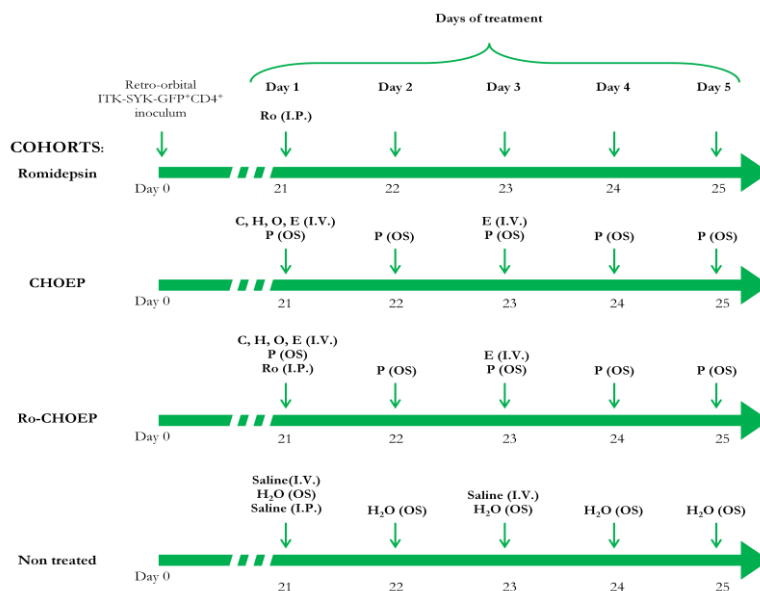 Days of treatment
Retro-orbital
ITK-SYK-GFP⁺CD4⁺
inoculum
Day 1 Day 2 Day 3 Day 4 Day 5
Ro (I.P.)
COHORTS:
Romidepsin
Day 0 21 22 23 24 25
C, H, O, E (I.V.) E (I.V.)
P (OS) P (OS) P (OS) P (OS) P (OS)
CHOEP
Day 0 21 22 23 24 25
C, H, O, E (I.V.)
P (OS) E (I.V.)
Ro (I.P.) P (OS) P (OS) P (OS) P (OS)
Ro-CHOEP
Day 0 21 22 23 24 25
Saline(I.V.)
H₂O (OS) Saline (I.V.)
Saline (I.P.) H₂O (OS) H₂O (OS) H₂O (OS) H₂O (OS)
Non treated
Day 0 21 22 23 24 25